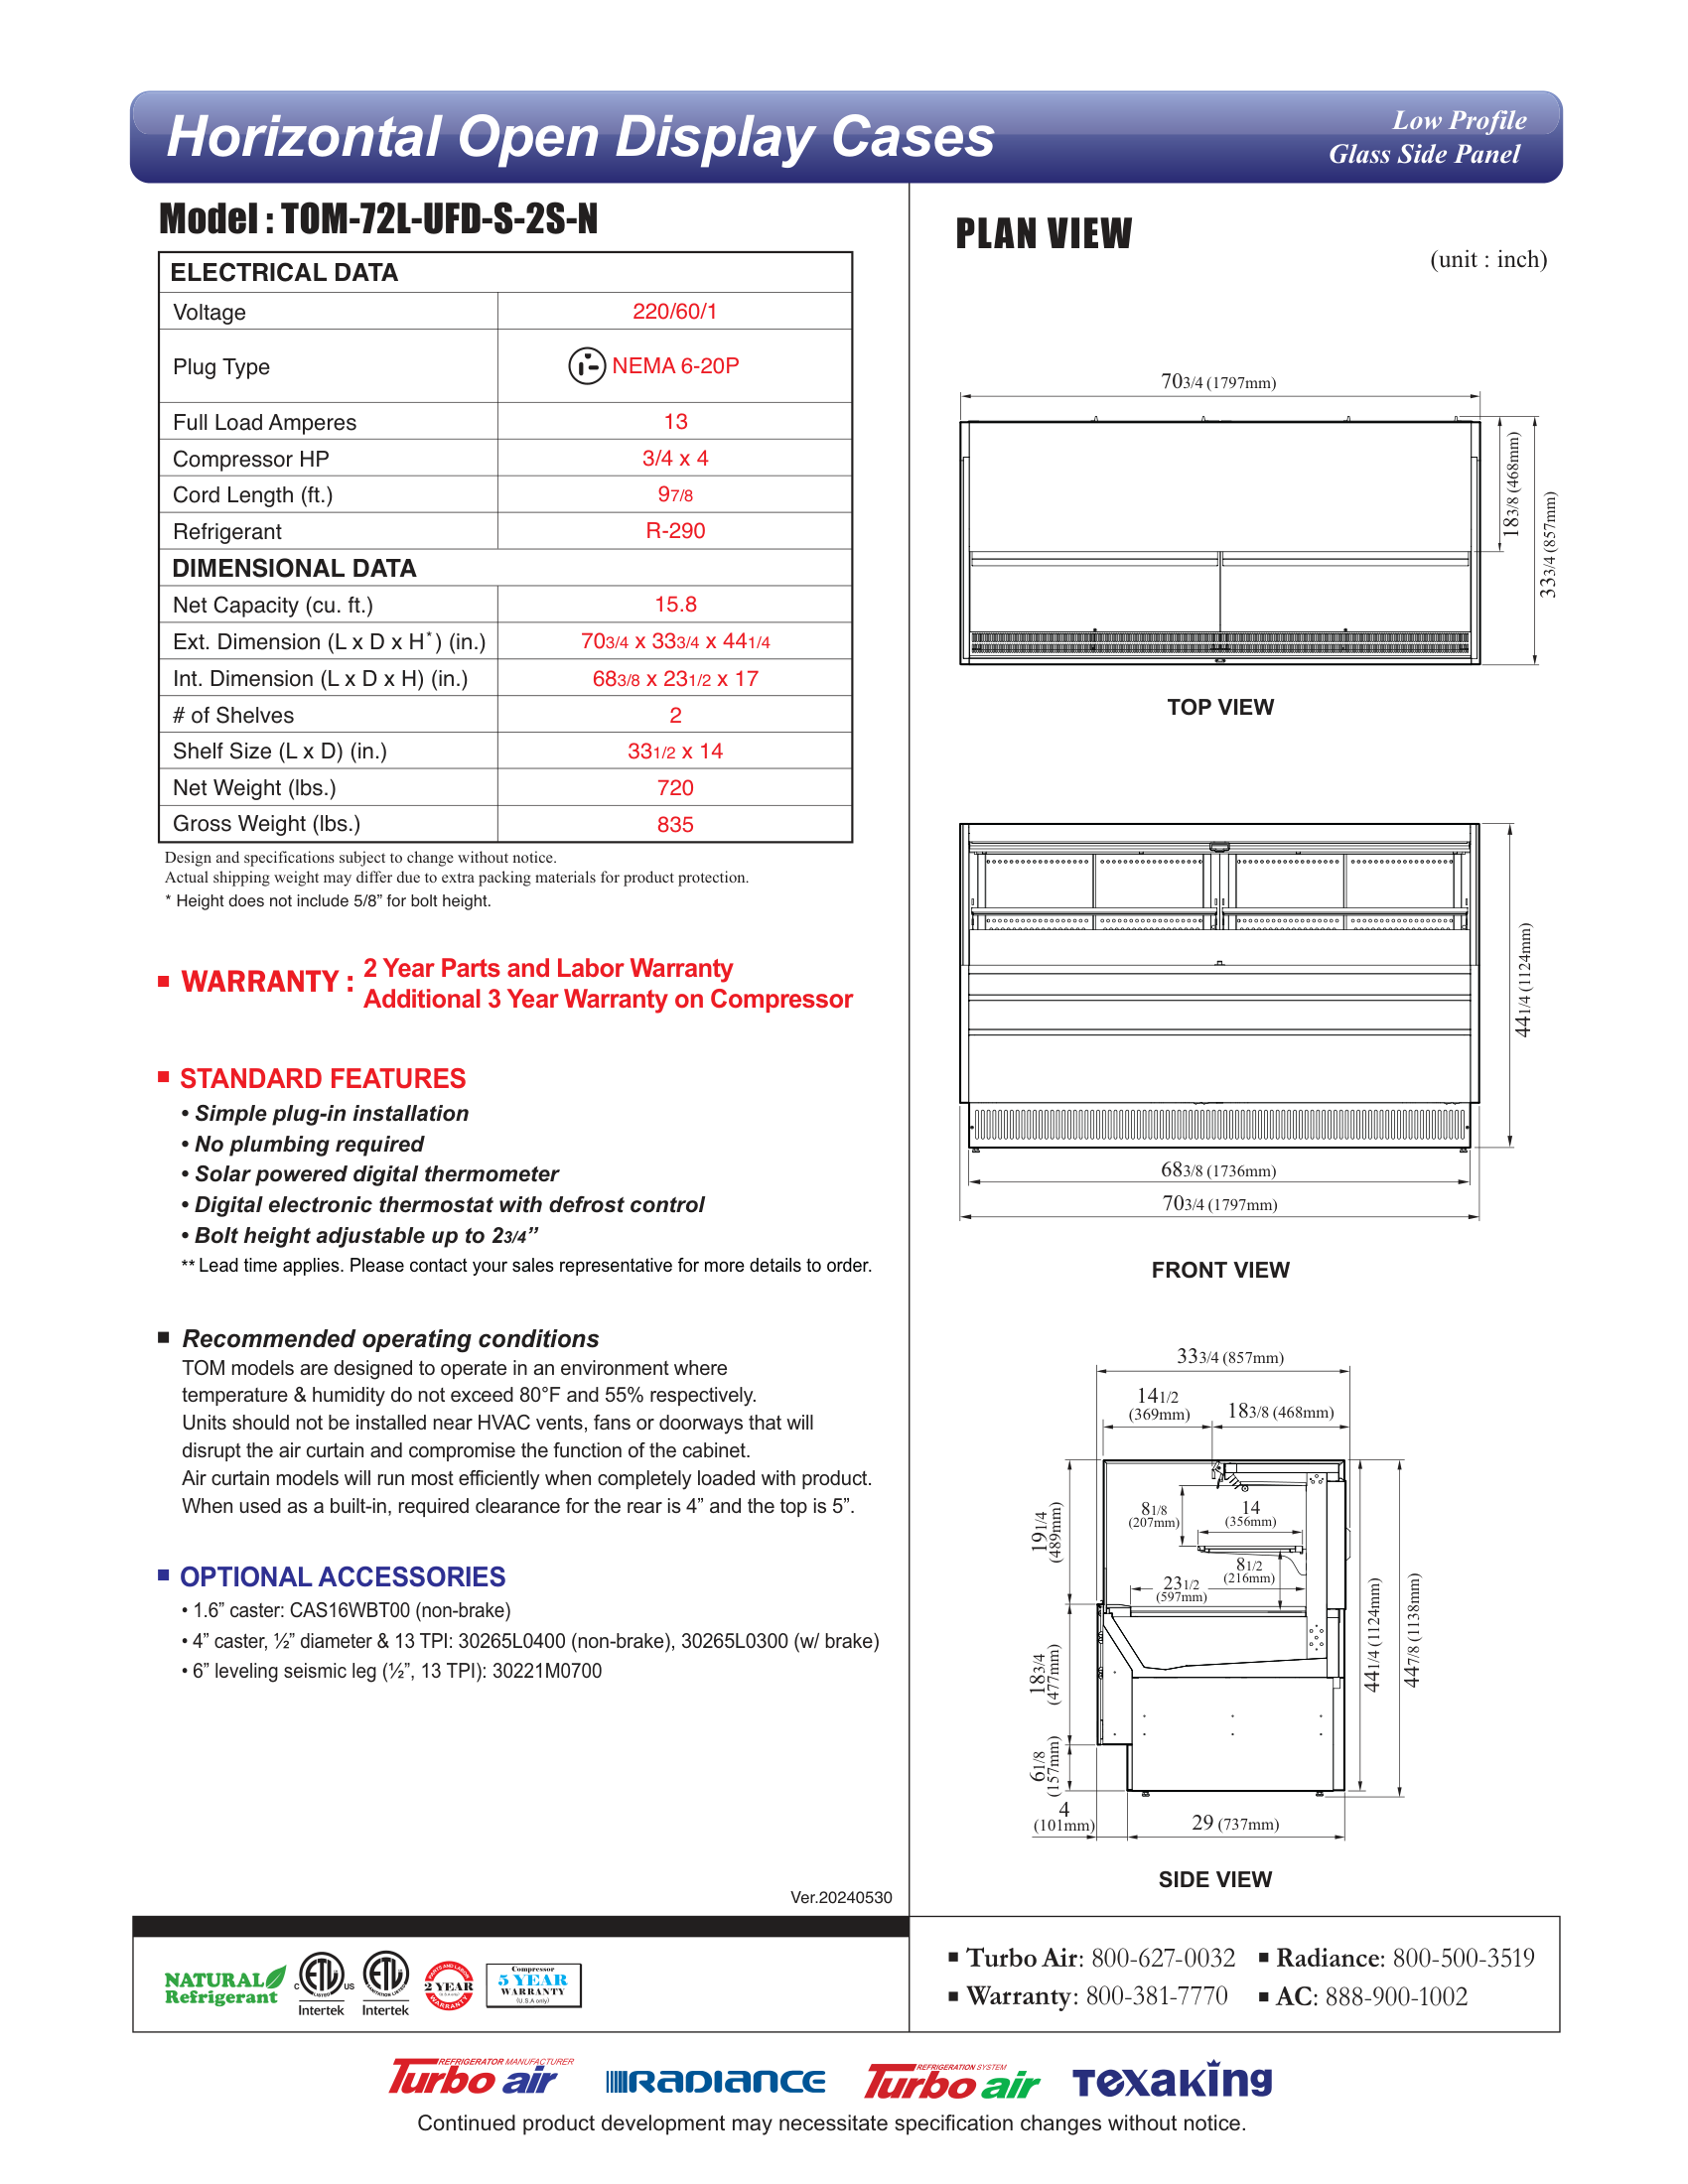 Horizontal Open Display Cases
Low Profile
Glass Side Panel
Model : TOM-72L-UFD-S-2S-N
ELECTRICAL DATA
Voltage 220/60/1
Plug Type NEMA 6-20P
Full Load Amperes 13
Compressor HP 3/4 x 4
Cord Length (ft.) 97/8
Refrigerant R-290
DIMENSIONAL DATA
Net Capacity (cu. ft.) 15.8
Ext. Dimension (L x D x H*) (in.) 703/4 x 333/4 x 441/4
Int. Dimension (L x D x H) (in.) 683/8 x 231/2 x 17
# of Shelves 2
Shelf Size (L x D) (in.) 331/2 x 14
Net Weight (lbs.) 720
Gross Weight (lbs.) 835
Design and specifications subject to change without notice.
Actual shipping weight may differ due to extra packing materials for product protection.
* Height does not include 5/8” for bolt height.
■ WARRANTY : 2 Year Parts and Labor Warranty
Additional 3 Year Warranty on Compressor
■ STANDARD FEATURES
• Simple plug-in installation
• No plumbing required
• Solar powered digital thermometer
• Digital electronic thermostat with defrost control
• Bolt height adjustable up to 23/4”
** Lead time applies. Please contact your sales representative for more details to order.
■ Recommended operating conditions
TOM models are designed to operate in an environment where
temperature & humidity do not exceed 80°F and 55% respectively.
Units should not be installed near HVAC vents, fans or doorways that will
disrupt the air curtain and compromise the function of the cabinet.
Air curtain models will run most efficiently when completely loaded with product.
When used as a built-in, required clearance for the rear is 4” and the top is 5”.
■ OPTIONAL ACCESSORIES
• 1.6” caster: CAS16WBT00 (non-brake)
• 4” caster, ½” diameter & 13 TPI: 30265L0400 (non-brake), 30265L0300 (w/ brake)
• 6” leveling seismic leg (½”, 13 TPI): 30221M0700
Ver.20240530
PLAN VIEW
(unit : inch)
703/4 (1797mm)
183/8 (468mm)
333/4 (857mm)
TOP VIEW
441/4 (1124mm)
683/8 (1736mm)
703/4 (1797mm)
FRONT VIEW
333/4 (857mm)
141/2
(369mm)
183/8 (468mm)
81/8
(207mm)
14
(356mm)
191/4
(489mm)
81/2
(216mm)
231/2
(597mm)
183/4
(477mm)
441/4 (1124mm)
447/8 (1138mm)
61/8
(157mm)
4
(101mm)
29 (737mm)
SIDE VIEW
NATURAL
Refrigerant
C ETL US
LISTED
Intertek
ETL
SANITATION LISTED
Intertek
PARTS AND LABOR
2 YEAR
WARRANTY
Compressor
5 YEAR
WARRANTY
(U.S.A only)
■ Turbo Air: 800-627-0032 ■ Radiance: 800-500-3519
■ Warranty: 800-381-7770 ■ AC: 888-900-1002
REFRIGERATOR MANUFACTURER
Turbo air
RADIANCE
REFRIGERATION SYSTEM
Turbo air
Texaking
Continued product development may necessitate specification changes without notice.